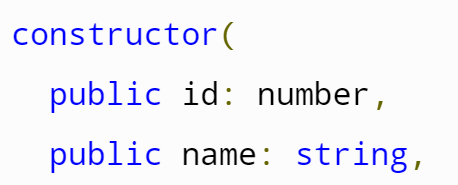 constructor(
  public id: number,
  public name: string,